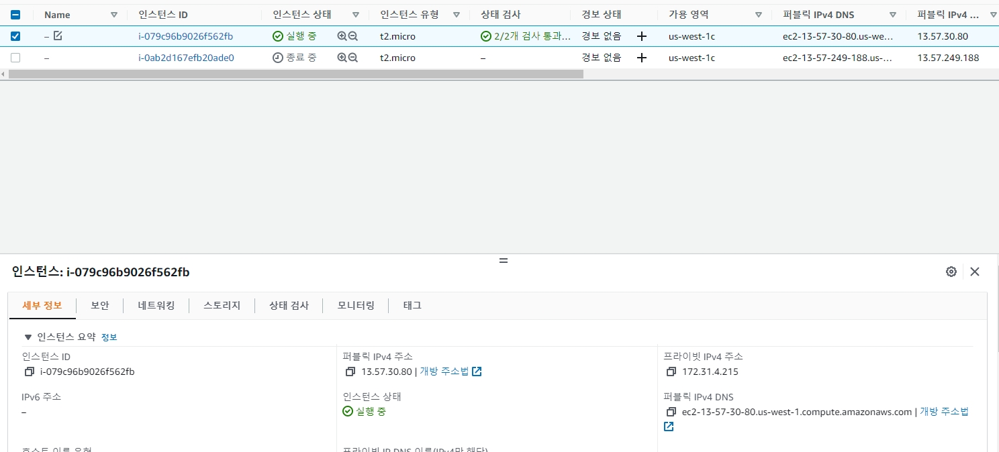 Name 인스턴스 ID 인스턴스 상태 인스턴스 유형 상태 검사 경보 상태 가용 영역 퍼블릭 IPv4 DNS 퍼블릭 IPv4 ...
– i-079c96b9026f562fb 실행 중 t2.micro 2/2개 검사 통과... 경보 없음 + us-west-1c ec2-13-57-30-80.us-we... 13.57.30.80
– i-0ab2d167efb20ade0 종료 중 t2.micro – 경보 없음 + us-west-1c ec2-13-57-249-188.us-... 13.57.249.188
인스턴스: i-079c96b9026f562fb
세부 정보 보안 네트워킹 스토리지 상태 검사 모니터링 태그
인스턴스 요약 정보
인스턴스 ID 퍼블릭 IPv4 주소 프라이빗 IPv4 주소
i-079c96b9026f562fb 13.57.30.80 | 개방 주소법 172.31.4.215
IPv6 주소 인스턴스 상태 퍼블릭 IPv4 DNS
– 실행 중 ec2-13-57-30-80.us-west-1.compute.amazonaws.com | 개방 주소법
호스트 이름 유형 프라이빗 IP DNS 이름(IPv4만 해당)